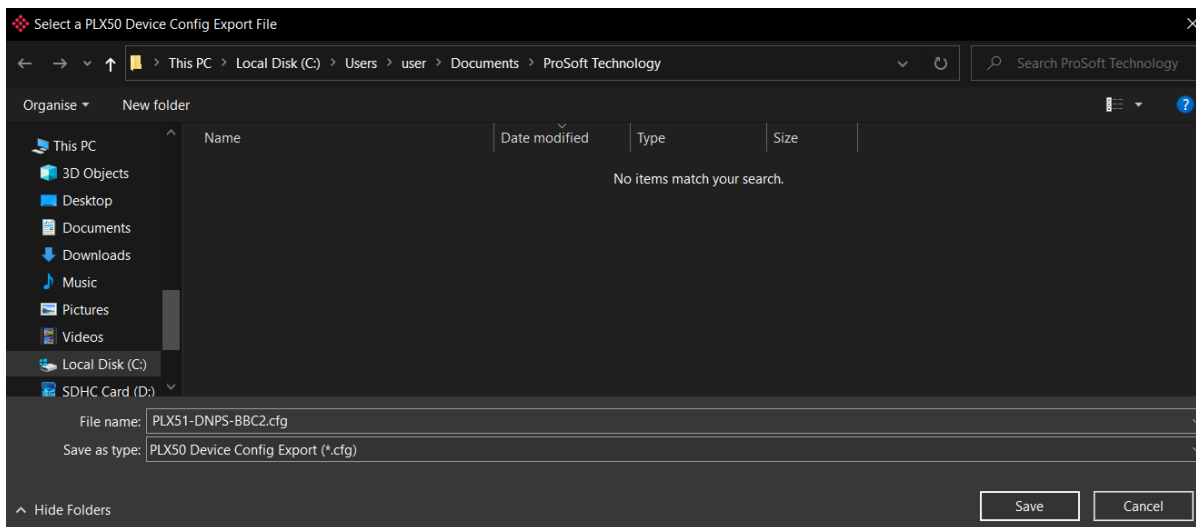 Select a PLX50 Device Config Export File
This PC > Local Disk (C:) > Users > user > Documents > ProSoft Technology
Search ProSoft Technology
Organise
New folder
This PC
3D Objects
Desktop
Documents
Downloads
Music
Pictures
Videos
Local Disk (C:)
SDHC Card (D:)
Name Date modified Type Size
No items match your search.
File name: PLX51-DNPS-BBC2.cfg
Save as type: PLX50 Device Config Export (*.cfg)
Hide Folders
Save Cancel